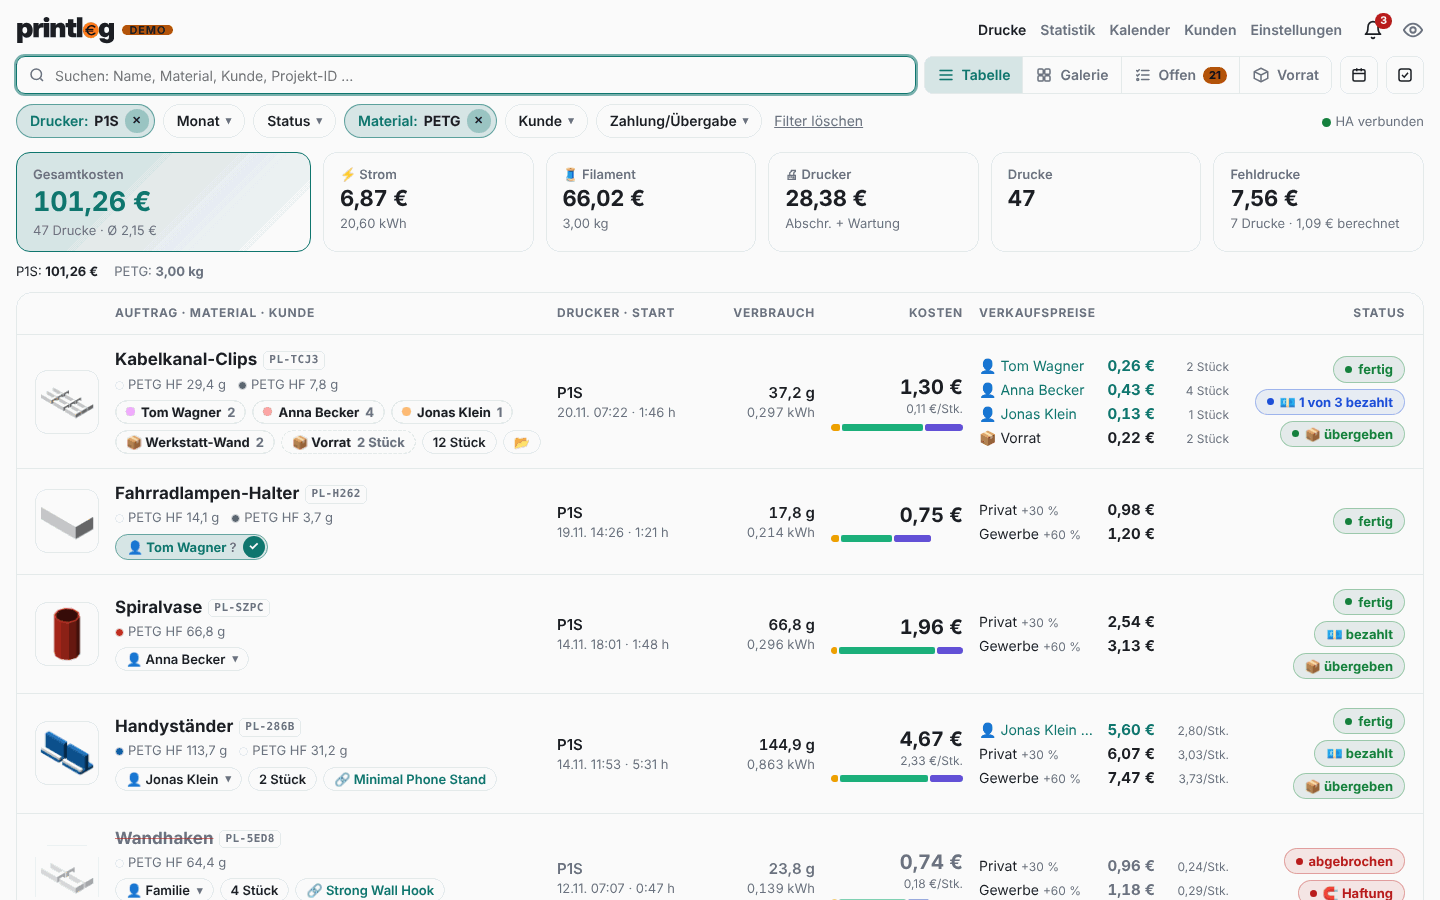 printl€g DEMO
Drucke Statistik Kalender Kunden Einstellungen 3
Suchen: Name, Material, Kunde, Projekt-ID ...
Tabelle Galerie Offen 21 Vorrat
Drucker: P1S × Monat ▾ Status ▾ Material: PETG × Kunde ▾ Zahlung/Übergabe ▾ Filter löschen
HA verbunden
Gesamtkosten
101,26 €
47 Drucke · Ø 2,15 €
⚡ Strom
6,87 €
20,60 kWh
🧵 Filament
66,02 €
3,00 kg
🖨 Drucker
28,38 €
Abschr. + Wartung
Drucke
47
Fehldrucke
7,56 €
7 Drucke · 1,09 € berechnet
P1S: 101,26 € PETG: 3,00 kg
AUFTRAG · MATERIAL · KUNDE DRUCKER · START VERBRAUCH KOSTEN VERKAUFSPREISE STATUS
Kabelkanal-Clips PL-TCJ3
PETG HF 29,4 g PETG HF 7,8 g
Tom Wagner 2 Anna Becker 4 Jonas Klein 1
📦 Werkstatt-Wand 2 📦 Vorrat 2 Stück 12 Stück 📂
P1S
20.11. 07:22 · 1:46 h
37,2 g
0,297 kWh
1,30 €
0,11 €/Stk.
👤 Tom Wagner 0,26 € 2 Stück
👤 Anna Becker 0,43 € 4 Stück
👤 Jonas Klein 0,13 € 1 Stück
📦 Vorrat 0,22 € 2 Stück
fertig
💶 1 von 3 bezahlt
📦 übergeben
Fahrradlampen-Halter PL-H262
PETG HF 14,1 g PETG HF 3,7 g
👤 Tom Wagner ? ✓
P1S
19.11. 14:26 · 1:21 h
17,8 g
0,214 kWh
0,75 €
Privat +30 % 0,98 €
Gewerbe +60 % 1,20 €
fertig
Spiralvase PL-SZPC
PETG HF 66,8 g
👤 Anna Becker ▾
P1S
14.11. 18:01 · 1:48 h
66,8 g
0,296 kWh
1,96 €
Privat +30 % 2,54 €
Gewerbe +60 % 3,13 €
fertig
💶 bezahlt
📦 übergeben
Handyständer PL-286B
PETG HF 113,7 g PETG HF 31,2 g
👤 Jonas Klein ▾ 2 Stück 🔗 Minimal Phone Stand
P1S
14.11. 11:53 · 5:31 h
144,9 g
0,863 kWh
4,67 €
2,33 €/Stk.
👤 Jonas Klein ... 5,60 € 2,80/Stk.
Privat +30 % 6,07 € 3,03/Stk.
Gewerbe +60 % 7,47 € 3,73/Stk.
fertig
💶 bezahlt
📦 übergeben
Wandhaken PL-5ED8
PETG HF 64,4 g
👤 Familie ▾ 4 Stück 🔗 Strong Wall Hook
P1S
12.11. 07:07 · 0:47 h
23,8 g
0,139 kWh
0,74 €
0,18 €/Stk.
Privat +30 % 0,96 € 0,24/Stk.
Gewerbe +60 % 1,18 € 0,29/Stk.
abgebrochen
🧲 Haftung